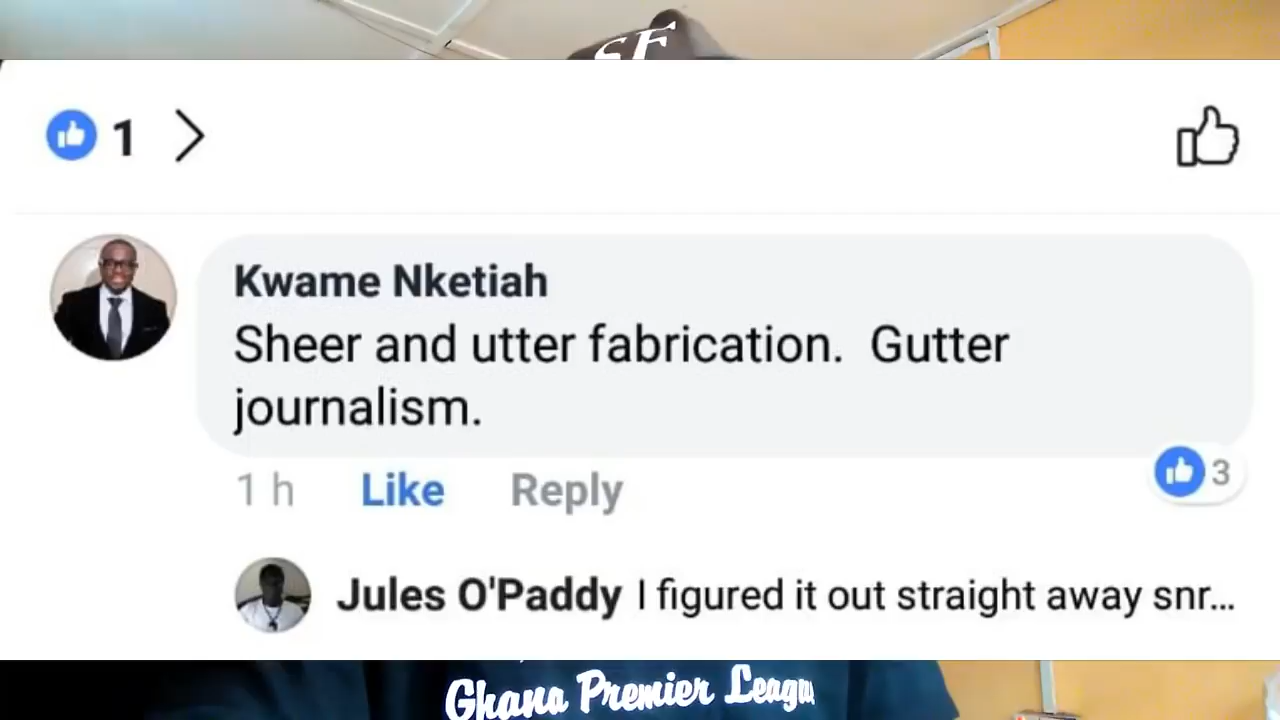 SF
1
Kwame Nketiah
Sheer and utter fabrication. Gutter
journalism.
3
1 h Like Reply
Jules O'Paddy I figured it out straight away snr...
Ghana Premier League